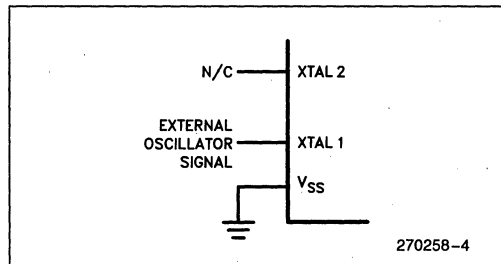 N/C
XTAL 2
EXTERNAL
OSCILLATOR
SIGNAL
XTAL 1
VSS
270258-4